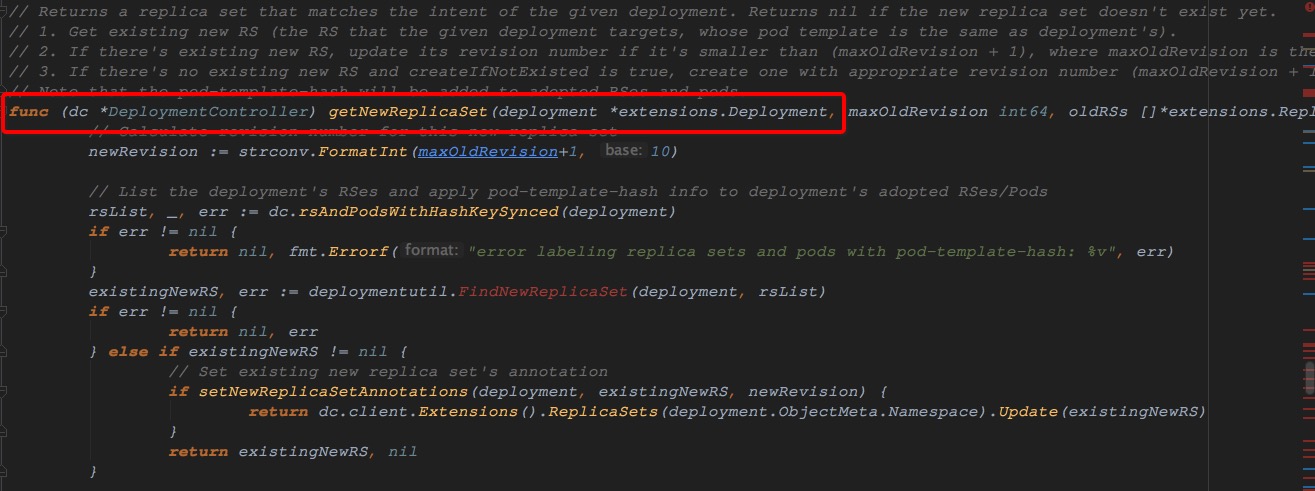 // Returns a replica set that matches the intent of the given deployment. Returns nil if the new replica set doesn't exist yet.
// 1. Get existing new RS (the RS that the given deployment targets, whose pod template is the same as deployment's).
// 2. If there's existing new RS, update its revision number if it's smaller than (maxOldRevision + 1), where maxOldRevision is the
// 3. If there's no existing new RS and createIfNotExisted is true, create one with appropriate revision number (maxOldRevision + 1
// Note that the pod-template-hash will be added to adopted RSes and pods.
func (dc *DeploymentController) getNewReplicaSet(deployment *extensions.Deployment, maxOldRevision int64, oldRSs []*extensions.Repl
// Calculate revision number for this new replica set
newRevision := strconv.FormatInt(maxOldRevision+1, base: 10)
// List the deployment's RSes and apply pod-template-hash info to deployment's adopted RSes/Pods
rsList, _, err := dc.rsAndPodsWithHashKeySynced(deployment)
if err != nil {
return nil, fmt.Errorf( format: "error labeling replica sets and pods with pod-template-hash: %v", err)
}
existingNewRS, err := deploymentutil.FindNewReplicaSet(deployment, rsList)
if err != nil {
return nil, err
} else if existingNewRS != nil {
// Set existing new replica set's annotation
if setNewReplicaSetAnnotations(deployment, existingNewRS, newRevision) {
return dc.client.Extensions().ReplicaSets(deployment.ObjectMeta.Namespace).Update(existingNewRS)
}
return existingNewRS, nil
}